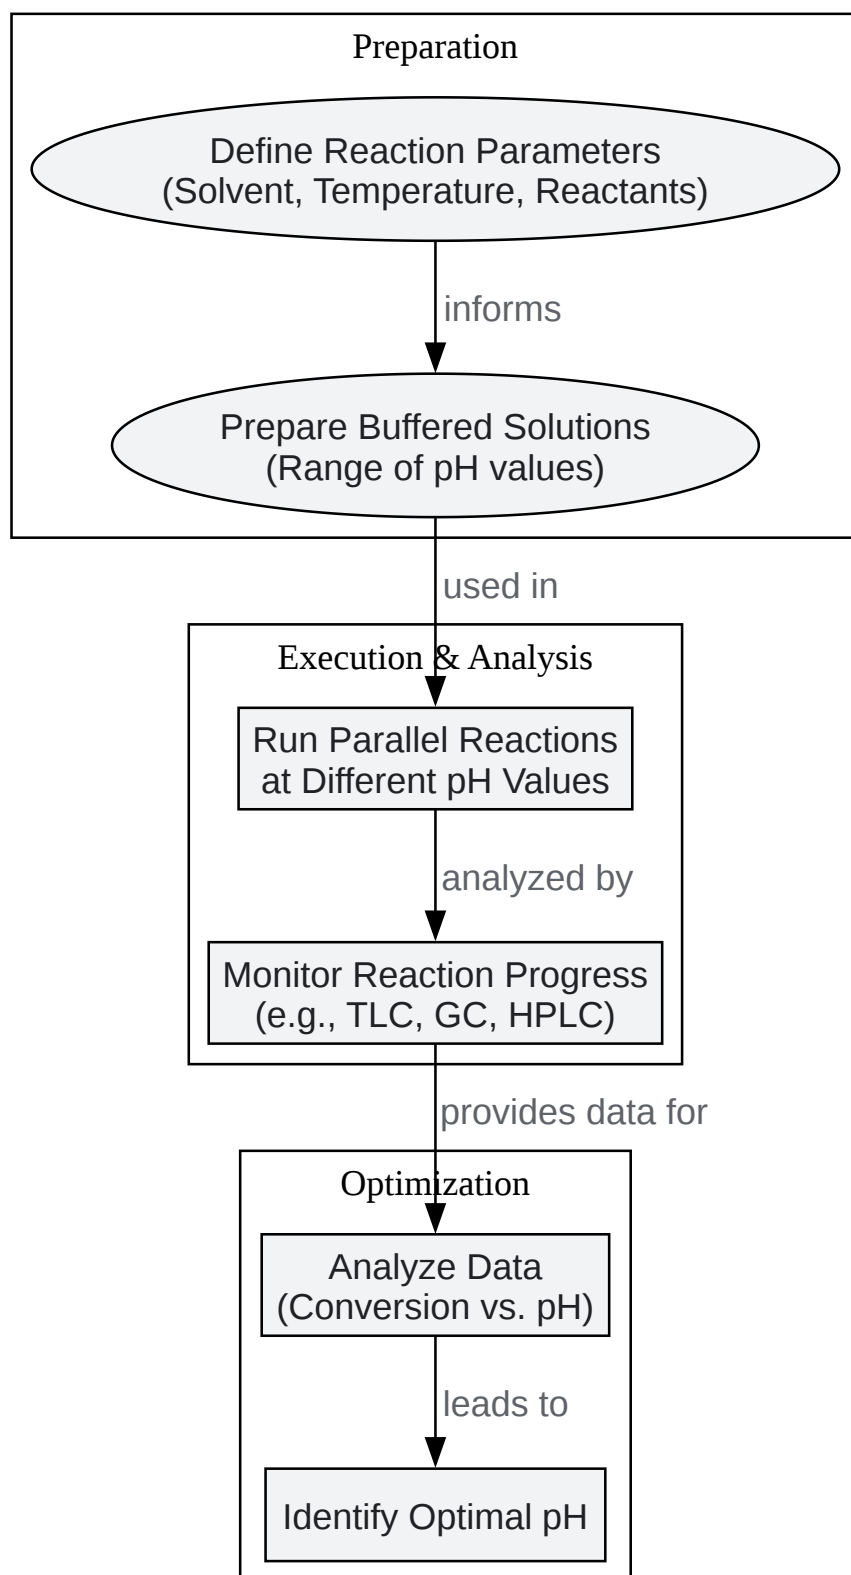 Preparation
Define Reaction Parameters
(Solvent, Temperature, Reactants)
informs
Prepare Buffered Solutions
(Range of pH values)
used in
Execution & Analysis
Run Parallel Reactions
at Different pH Values
analyzed by
Monitor Reaction Progress
(e.g., TLC, GC, HPLC)
provides data for
Optimization
Analyze Data
(Conversion vs. pH)
leads to
Identify Optimal pH